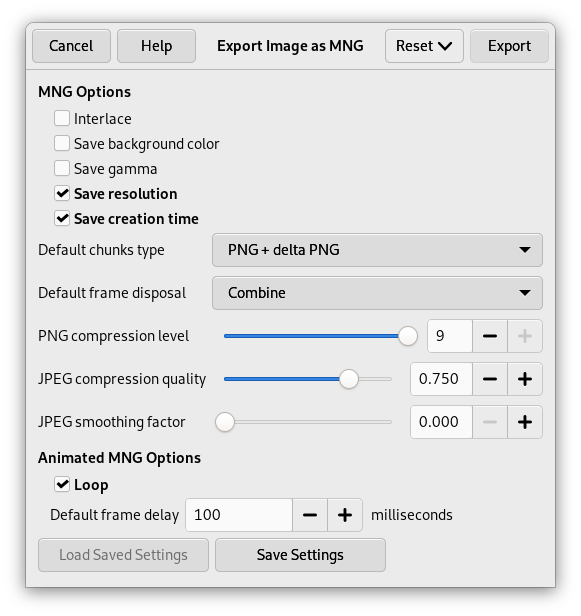 Cancel Help Export Image as MNG Reset Export
MNG Options
Interlace
Save background color
Save gamma
Save resolution
Save creation time
Default chunks type PNG + delta PNG
Default frame disposal Combine
PNG compression level 9
JPEG compression quality 0.750
JPEG smoothing factor 0.000
Animated MNG Options
Loop
Default frame delay 100 milliseconds
Load Saved Settings Save Settings